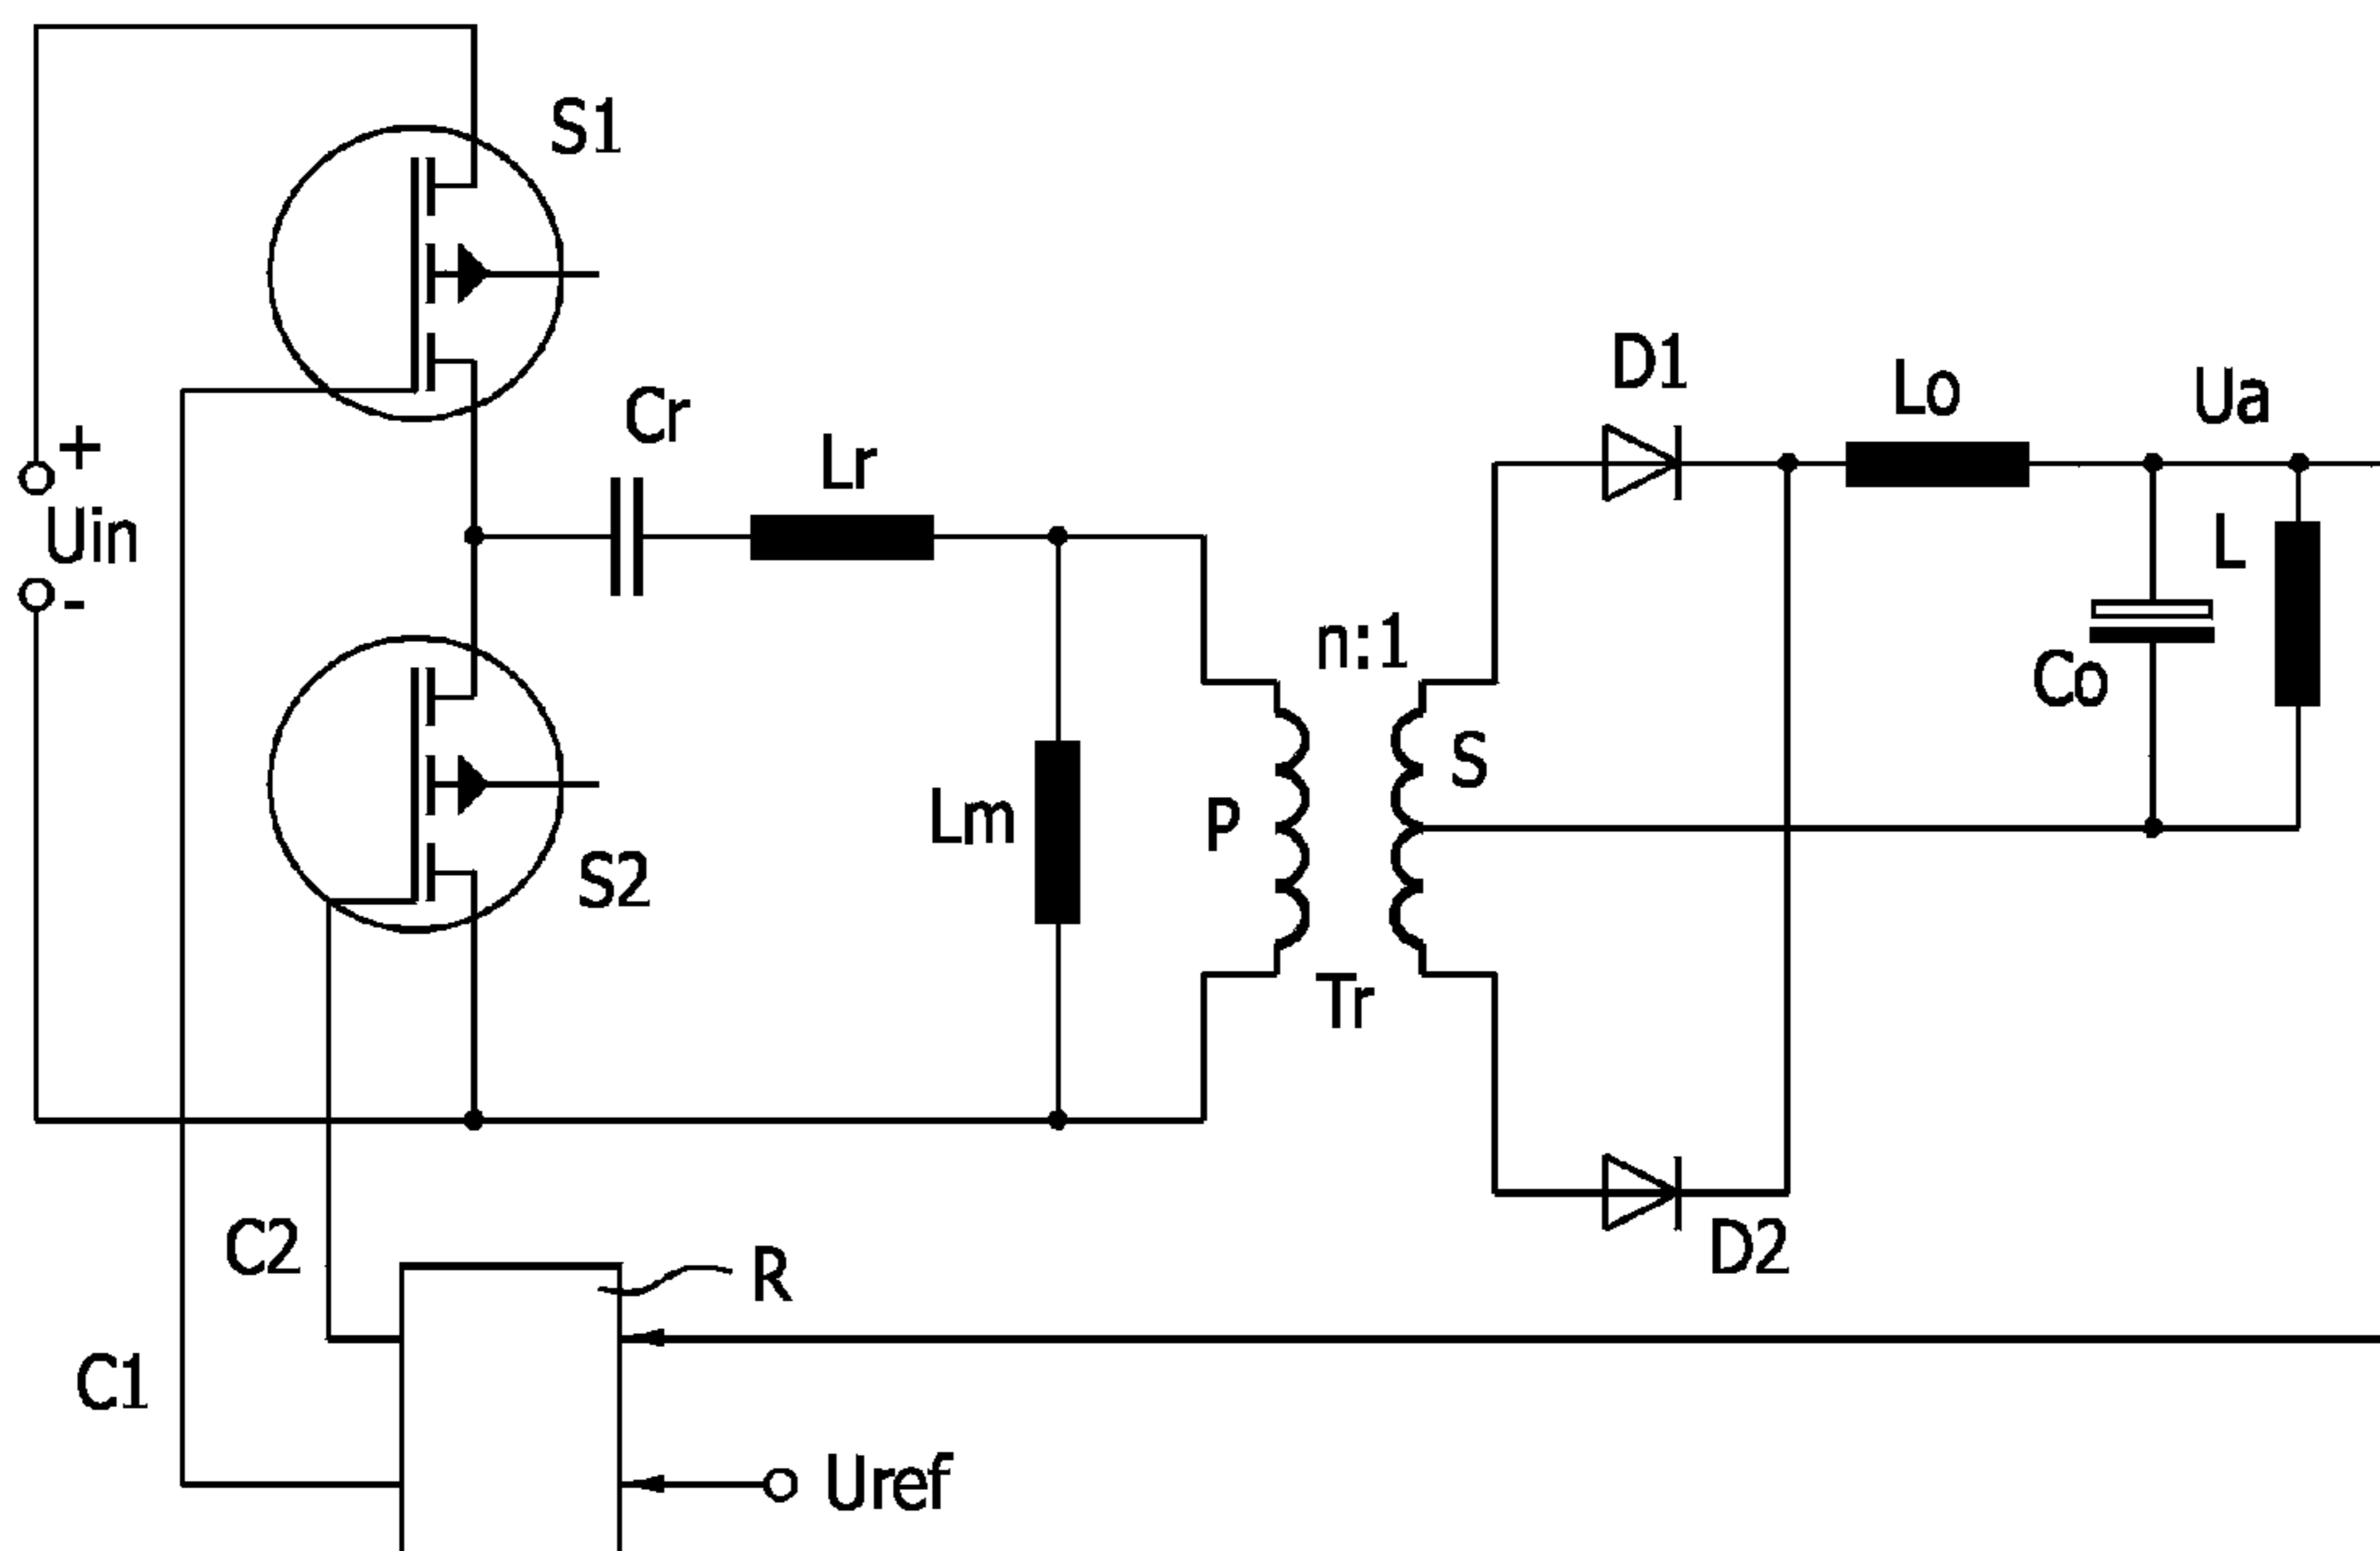 S1
+
Uin
-
Cr
Lr
D1
Lo
Ua
L
n:1
Co
S
P
Lm
S2
Tr
C2
R
D2
C1
Uref